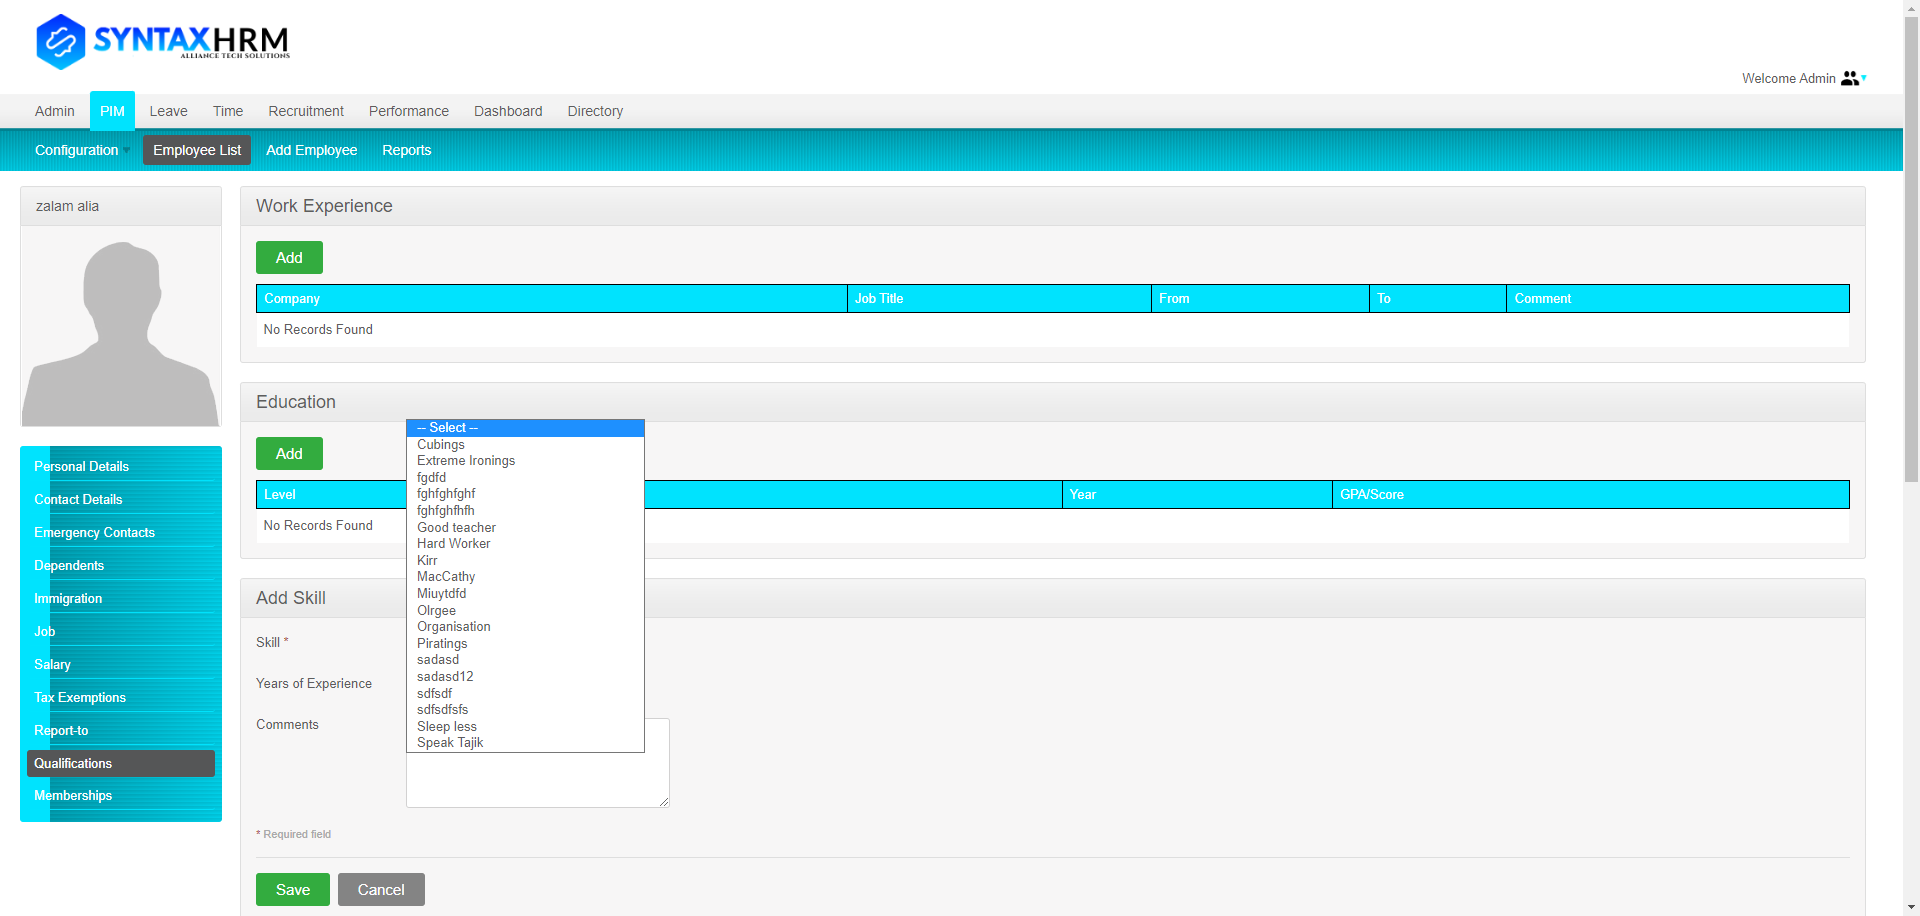 SYNTAXHRM
ALLIANCE TECH SOLUTIONS
Welcome Admin
Admin PIM Leave Time Recruitment Performance Dashboard Directory
Configuration Employee List Add Employee Reports
zalam alia
Personal Details
Contact Details
Emergency Contacts
Dependents
Immigration
Job
Salary
Tax Exemptions
Report-to
Qualifications
Memberships
Work Experience
Add
Company Job Title From To Comment
No Records Found
Education
Add
Level Year GPA/Score
No Records Found
-- Select --
Cubings
Extreme Ironings
fgdfd
fghfghfghf
fghfghfhfh
Good teacher
Hard Worker
Kirr
MacCathy
Miuytdfd
Olrgee
Organisation
Piratings
sadasd
sadasd12
sdfsdf
sdfsdfsfs
Sleep less
Speak Tajik
Add Skill
Skill *
Years of Experience
Comments
* Required field
Save Cancel